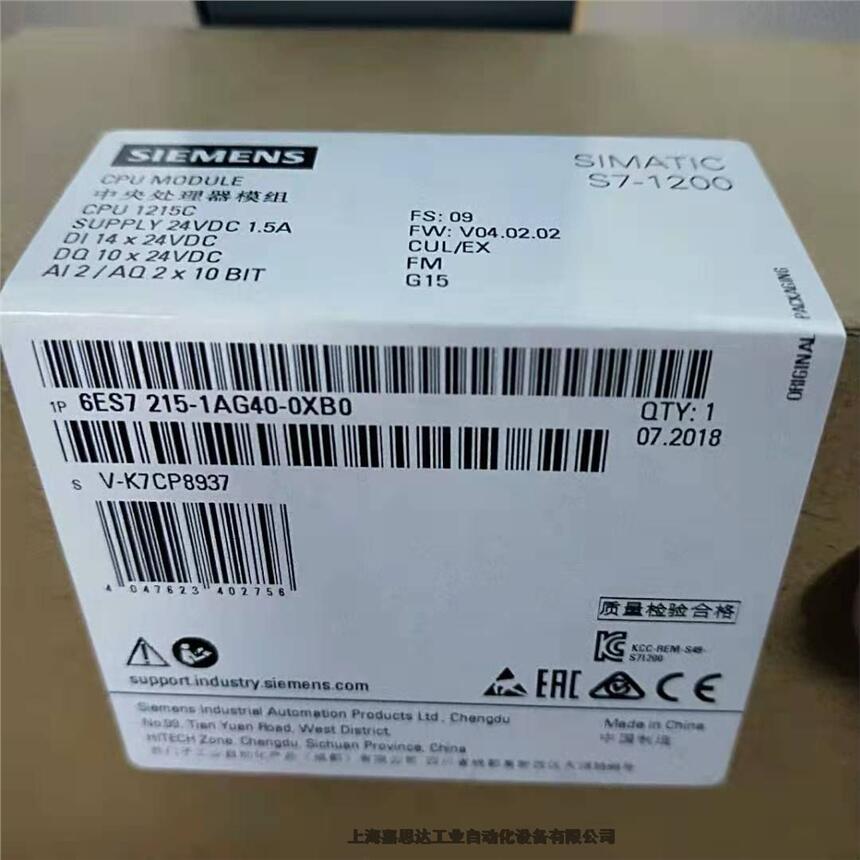 SIEMENS
CPU MODULE
中央处理器模组
CPU 1215C
SUPPLY 24VDC 1.5A
DI 14 x 24VDC
DQ 10 x 24VDC
AI 2 / AQ 2 x 10 BIT
SIMATIC
S7-1200
FS: 09
FW: V04.02.02
CUL/EX
FM
G15
ORIGINAL PACKAGING
1P 6ES7 215-1AG40-0XB0
QTY: 1
07.2018
S V-K7CP8937
4 047623 402756
质量检验合格
KCC-REM-S49-
S71200
support.industry.siemens.com
EAC
CE
Siemens Industrial Automation Products Ltd., Chengdu
No.99, Tian Yuan Road, West District,
HITECH Zone, Chengdu, Sichuan Province, China
Made in China
中国制造
上海嘉思达工业自动化设备有限公司